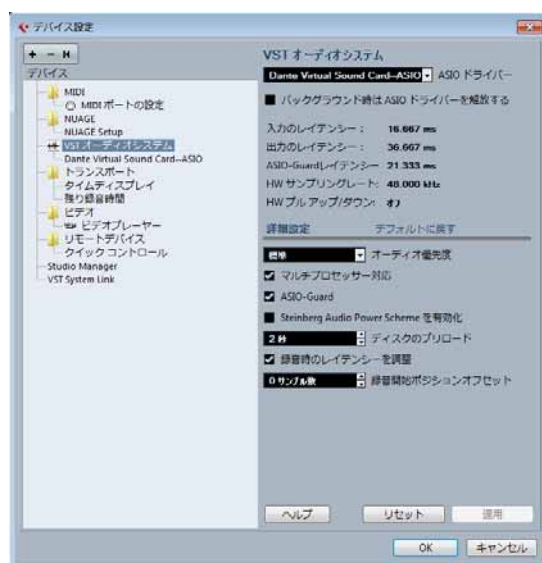 デバイス設定
+ - M
デバイス
MIDI
MIDI ポートの設定
NUAGE
NUAGE Setup
VST オーディオシステム
Dante Virtual Sound Card--ASIO
トランスポート
タイムディスプレイ
残り録音時間
ビデオ
ビデオプレーヤー
リモートデバイス
クイック コントロール
Studio Manager
VST System Link
VST オーディオシステム
Dante Virtual Sound Card--ASIO ASIO ドライバー
バックグラウンド時は ASIO ドライバーを解放する
入力のレイテンシー: 16.667 ms
出力のレイテンシー: 36.667 ms
ASIO-Guardレイテンシー 21.333 ms
HW サンプリングレート: 48.000 kHz
HW プル アップ/ダウン: オフ
詳細設定 デフォルトに戻す
標準 オーディオ優先度
マルチプロセッサー対応
ASIO-Guard
Steinberg Audio Power Scheme を有効化
2 秒 ディスクのプリロード
録音時のレイテンシーを調整
0 サンプル数 録音開始ポジションオフセット
ヘルプ リセット 適用
OK キャンセル